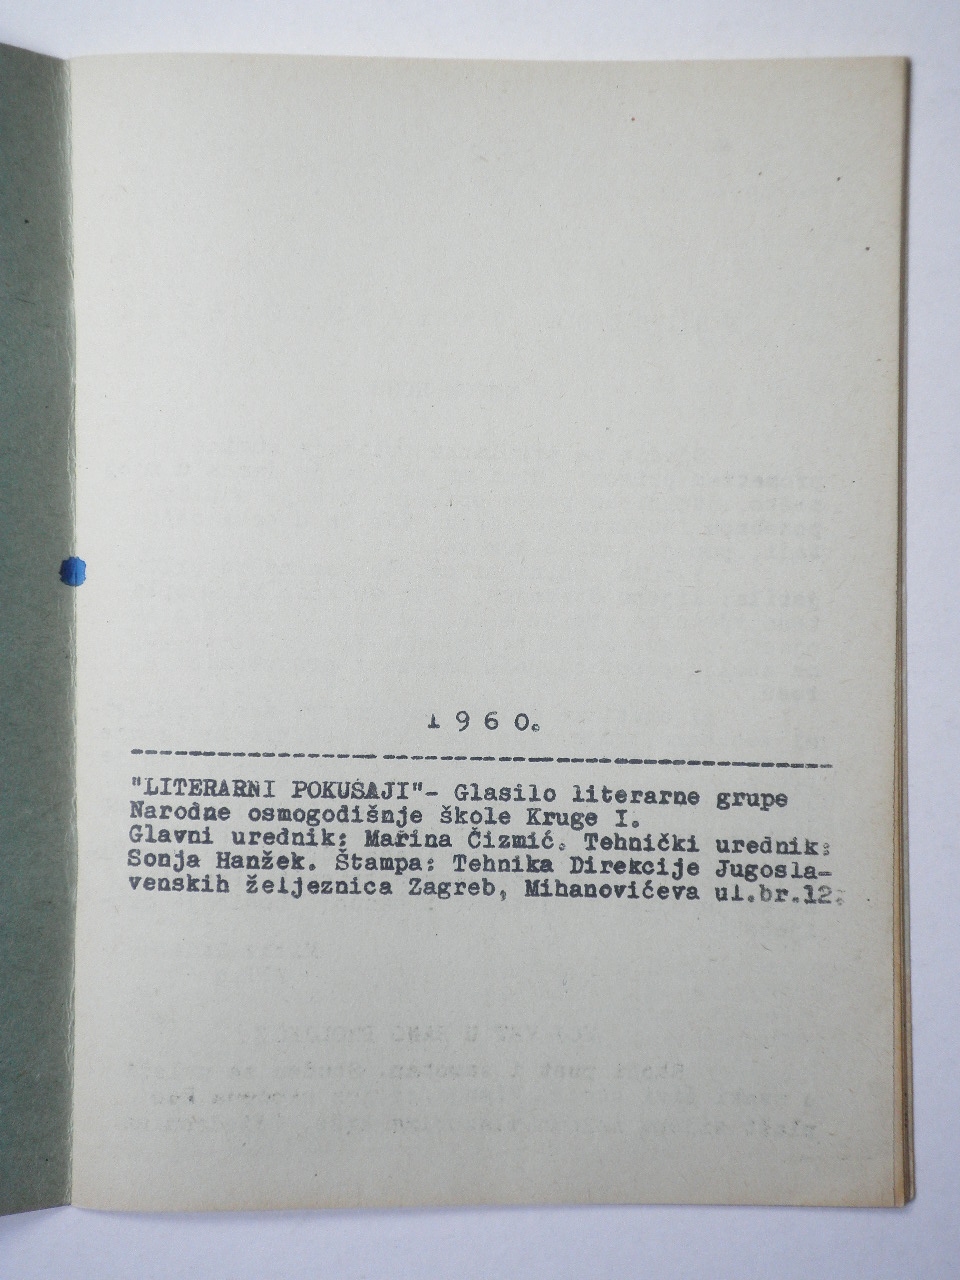 1960.
"LITERARNI POKUŠAJI"- Glasilo literarne grupe
Narodne osmogodišnje škole Kruge I.
Glavni urednik: Marina Čizmić. Tehnički urednik:
Sonja Hanžek. Štampa: Tehnika Direkcije Jugosla-
venskih željeznica Zagreb, Mihanovićeva ul.br.12.